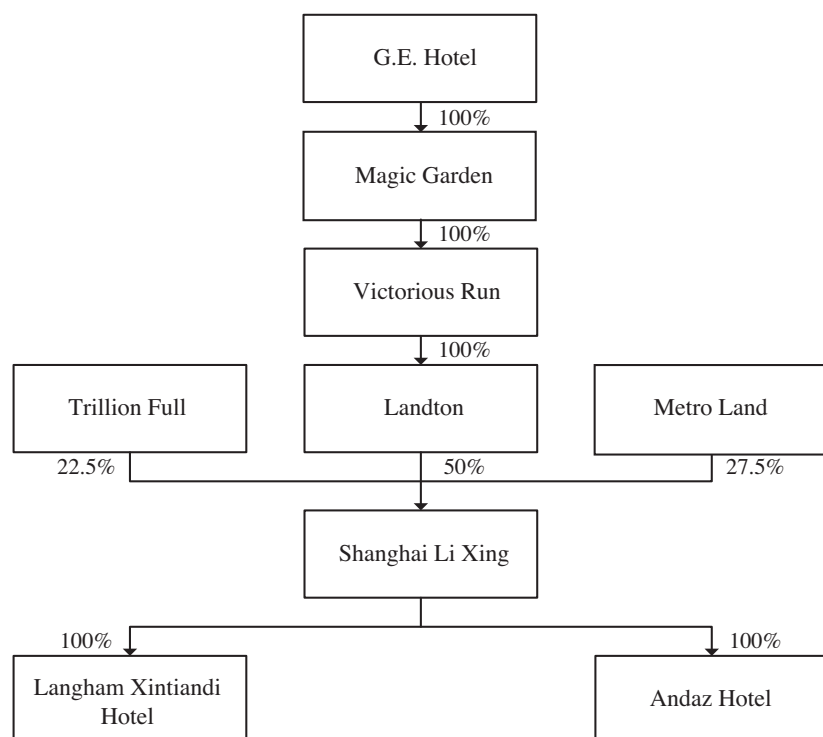 G.E. Hotel
100%
Magic Garden
100%
Victorious Run
100%
Trillion Full
Landton
Metro Land
22.5%
50%
27.5%
Shanghai Li Xing
100%
100%
Langham Xintiandi
Hotel
Andaz Hotel